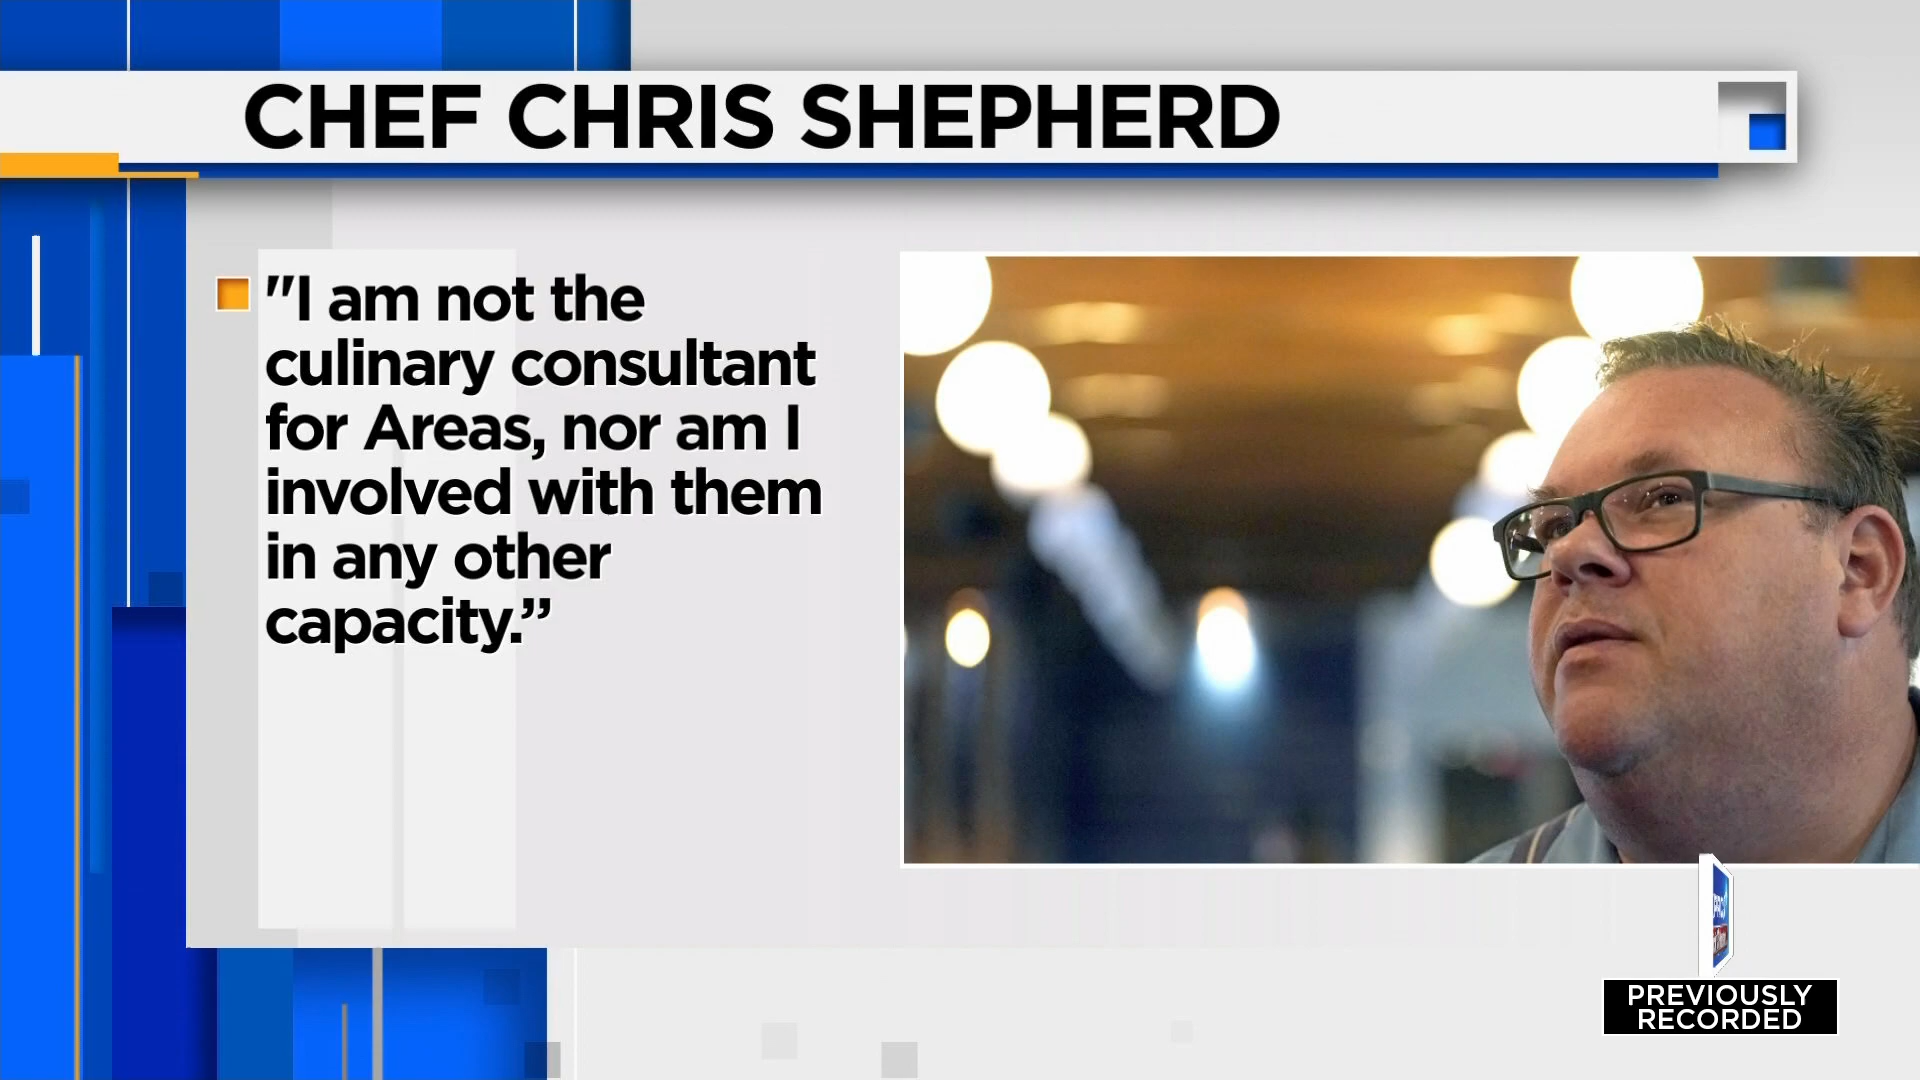 CHEF CHRIS SHEPHERD
"I am not the
culinary consultant
for Areas, nor am I
involved with them
in any other
capacity.”
PREVIOUSLY
RECORDED